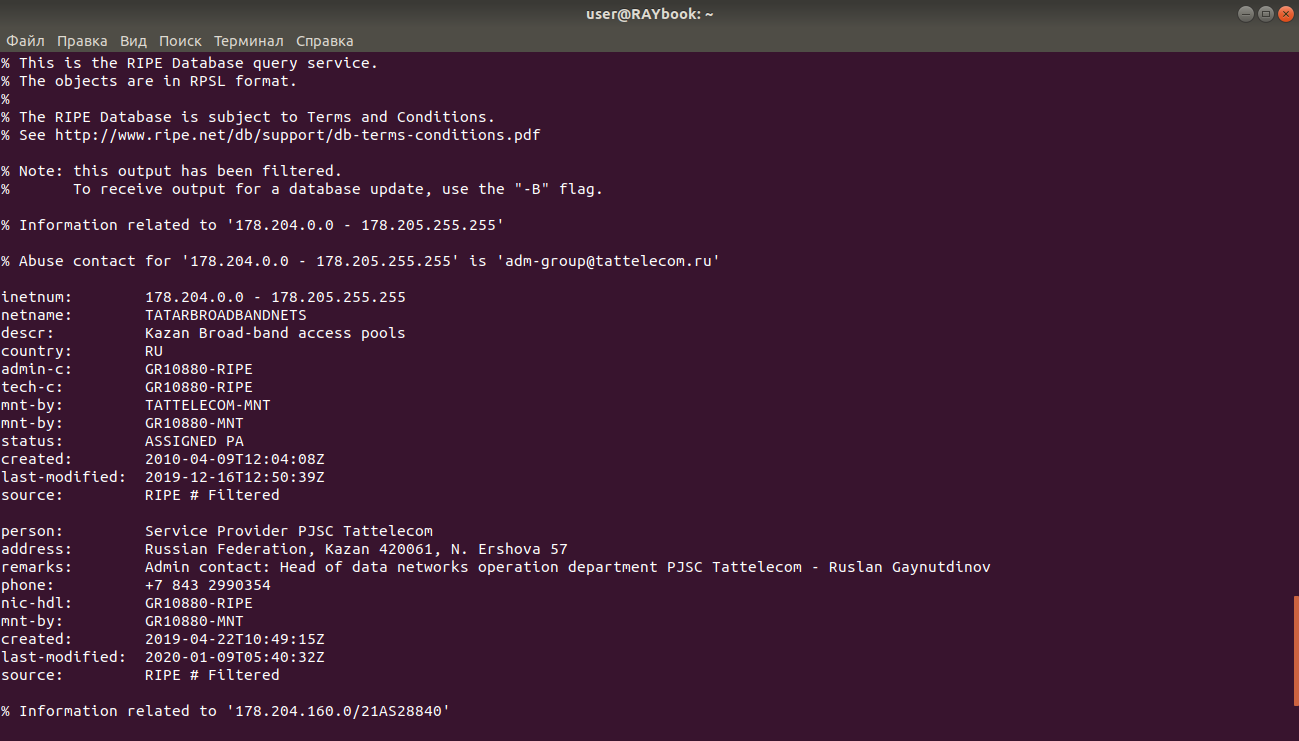 user@RAYbook: ~
Файл Правка Вид Поиск Терминал Справка
% This is the RIPE Database query service.
% The objects are in RPSL format.
%
% The RIPE Database is subject to Terms and Conditions.
% See http://www.ripe.net/db/support/db-terms-conditions.pdf
% Note: this output has been filtered.
%       To receive output for a database update, use the "-B" flag.
% Information related to '178.204.0.0 - 178.205.255.255'
% Abuse contact for '178.204.0.0 - 178.205.255.255' is 'adm-group@tattelecom.ru'
inetnum:        178.204.0.0 - 178.205.255.255
netname:        TATARBROADBANDNETS
descr:          Kazan Broad-band access pools
country:        RU
admin-c:        GR10880-RIPE
tech-c:         GR10880-RIPE
mnt-by:         TATTELECOM-MNT
mnt-by:         GR10880-MNT
status:         ASSIGNED PA
created:        2010-04-09T12:04:08Z
last-modified:  2019-12-16T12:50:39Z
source:         RIPE # Filtered
person:         Service Provider PJSC Tattelecom
address:        Russian Federation, Kazan 420061, N. Ershova 57
remarks:        Admin contact: Head of data networks operation department PJSC Tattelecom - Ruslan Gaynutdinov
phone:          +7 843 2990354
nic-hdl:        GR10880-RIPE
mnt-by:         GR10880-MNT
created:        2019-04-22T10:49:15Z
last-modified:  2020-01-09T05:40:32Z
source:         RIPE # Filtered
% Information related to '178.204.160.0/21AS28840'